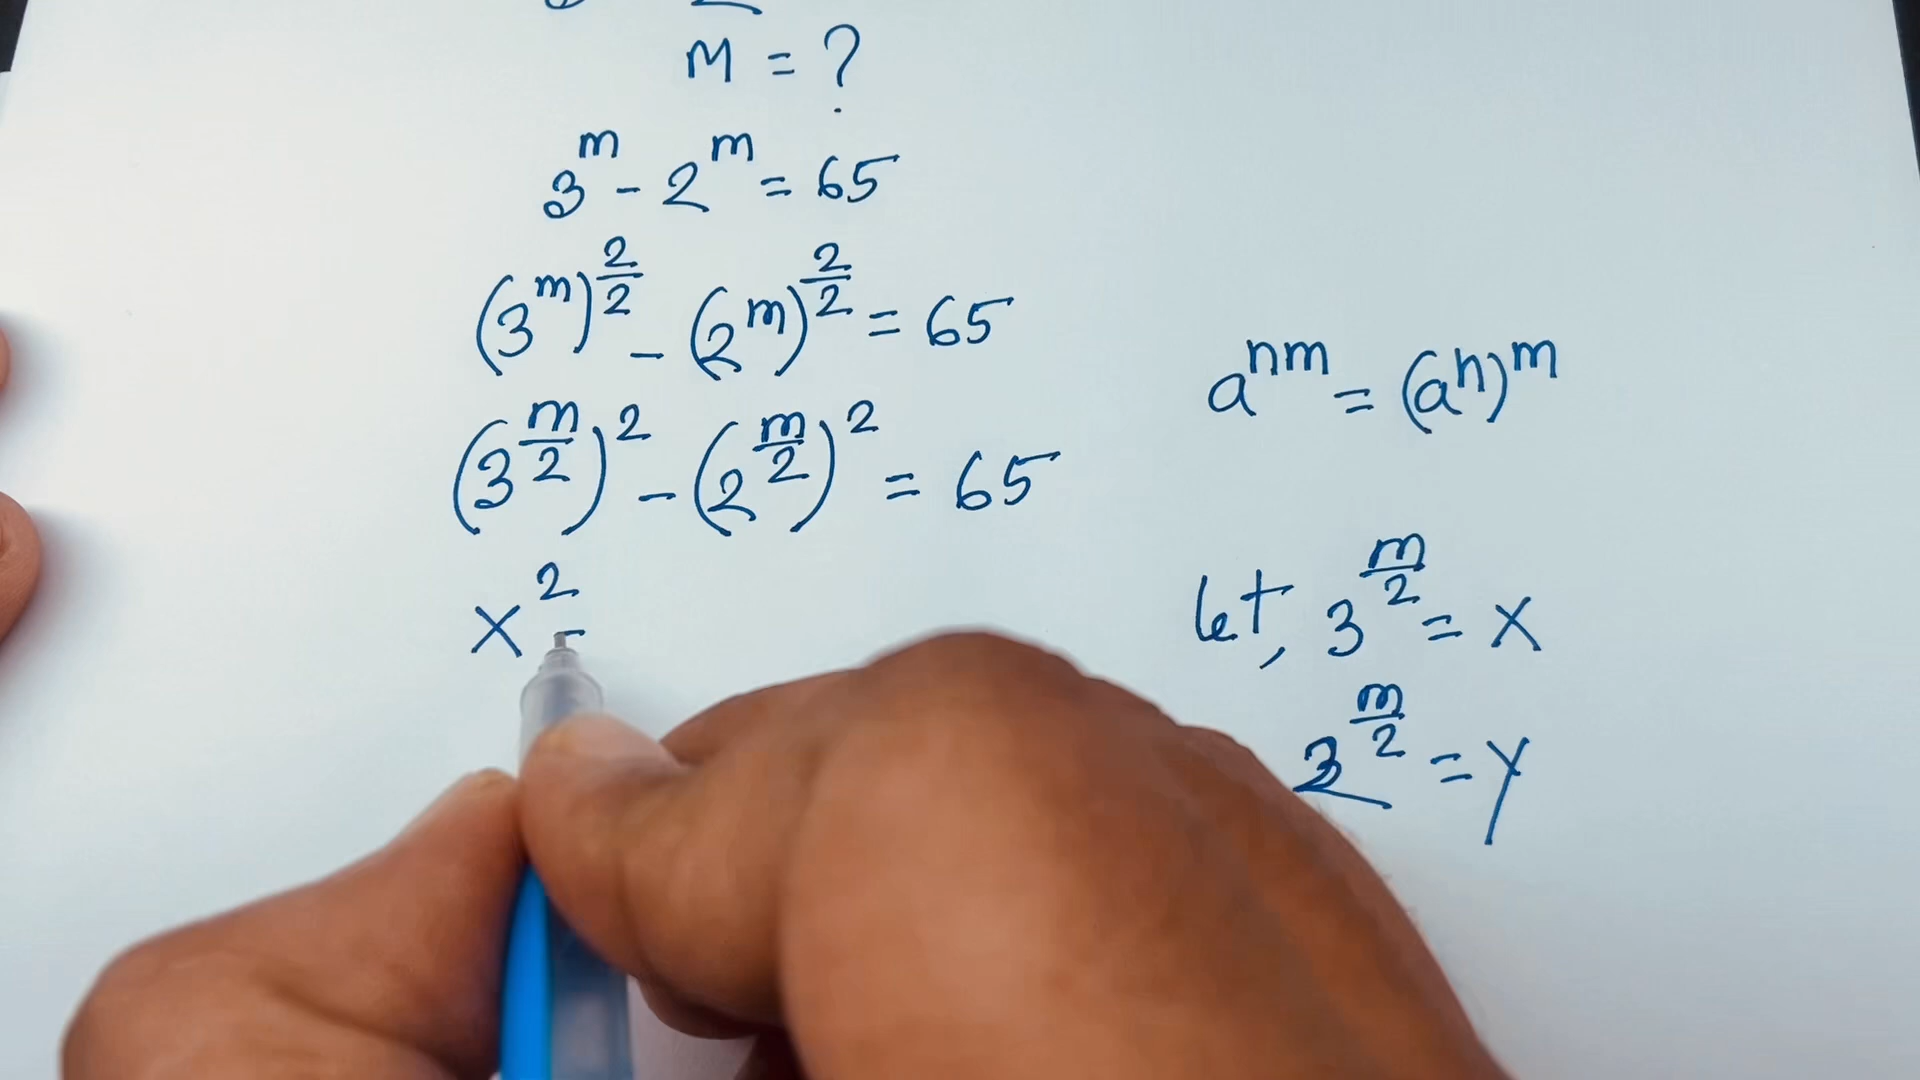 M = ?
3^m - 2^m = 65
(3^m)^(2/2) - (2^m)^(2/2) = 65
(3^(m/2))^2 - (2^(m/2))^2 = 65
x^2 -
a^(nm) = (a^n)^m
let, 3^(m/2) = x
2^(m/2) = y